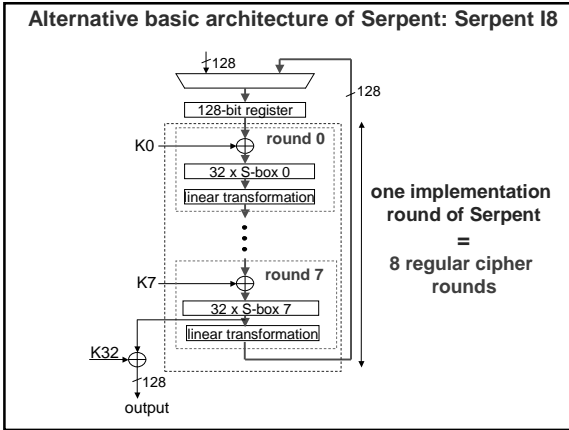 Alternative basic architecture of Serpent: Serpent I8
128
128
128-bit register
round 0
K0
32 x S-box 0
linear transformation
one implementation
round of Serpent
=
8 regular cipher
rounds
round 7
K7
32 x S-box 7
linear transformation
K32
128
output